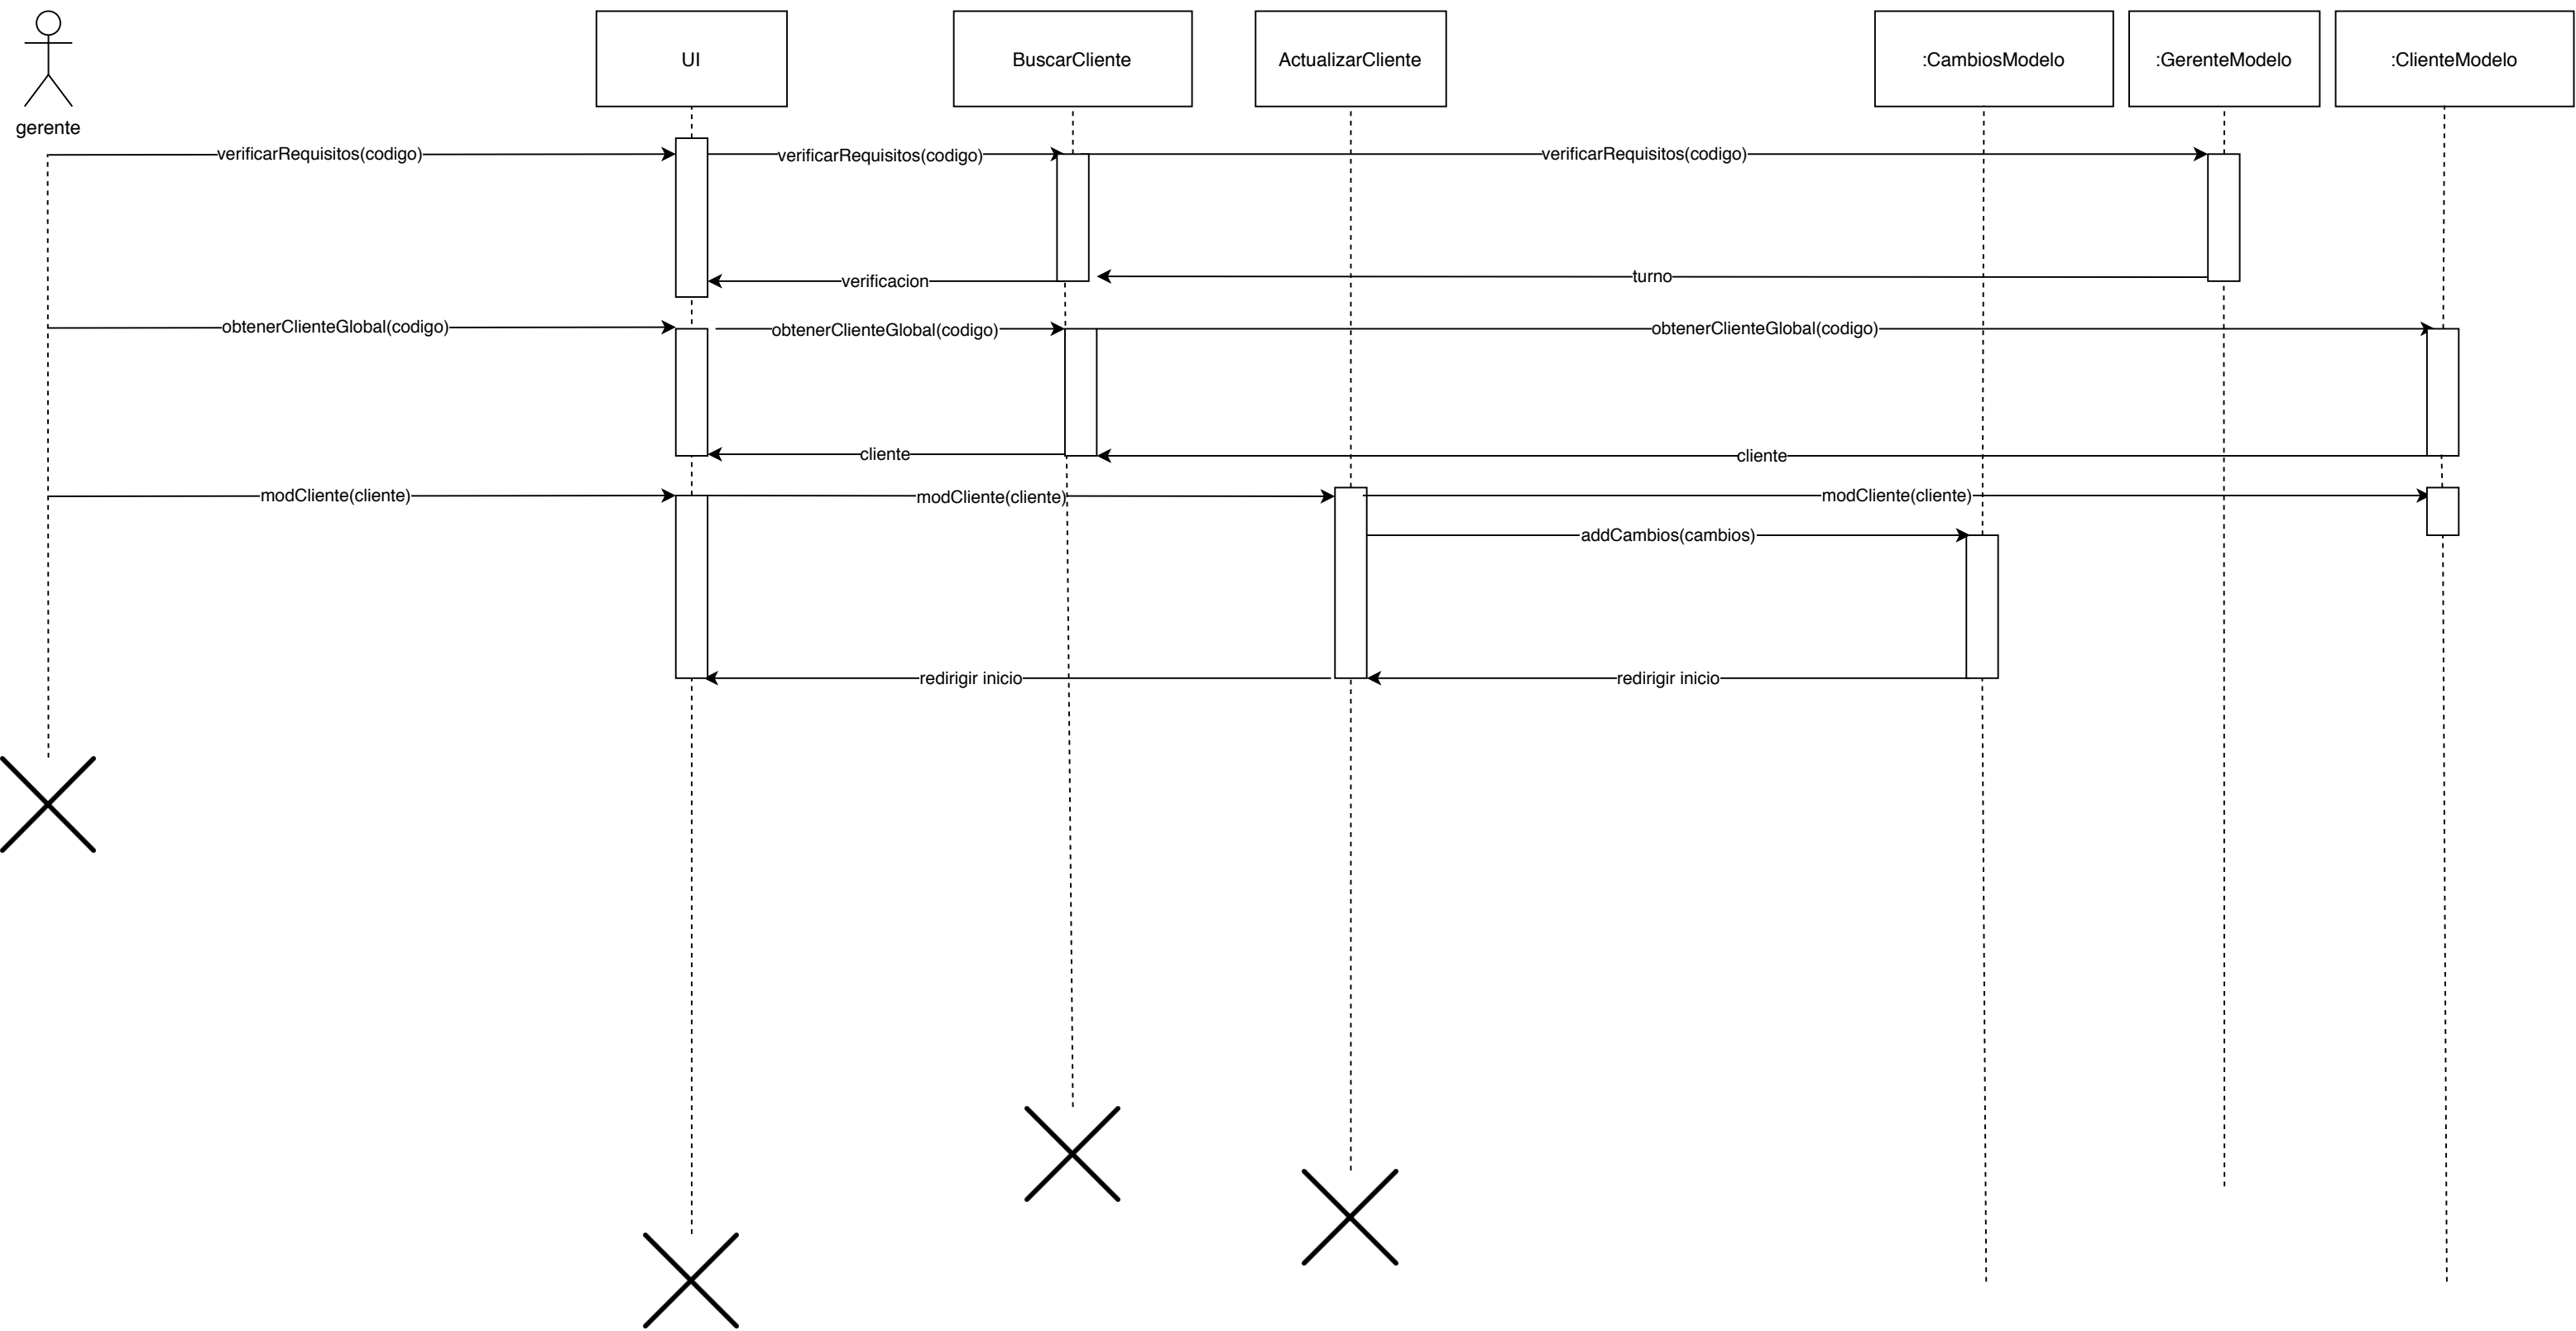 UI
BuscarCliente
ActualizarCliente
:CambiosModelo
:GerenteModelo
:ClienteModelo
gerente
verificarRequisitos(codigo)
verificarRequisitos(codigo)
verificarRequisitos(codigo)
verificacion
turno
obtenerClienteGlobal(codigo)
obtenerClienteGlobal(codigo)
obtenerClienteGlobal(codigo)
cliente
cliente
modCliente(cliente)
modCliente(cliente)
modCliente(cliente)
addCambios(cambios)
redirigir inicio
redirigir inicio